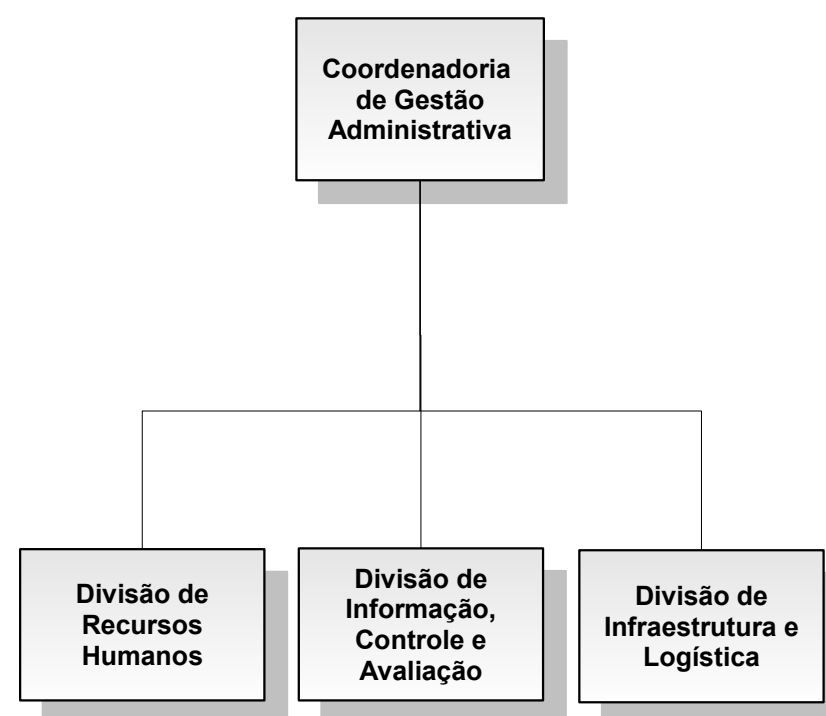 Coordenadoria
de Gestão
Administrativa
Divisão de
Recursos
Humanos
Divisão de
Informação,
Controle e
Avaliação
Divisão de
Infraestrutura e
Logística